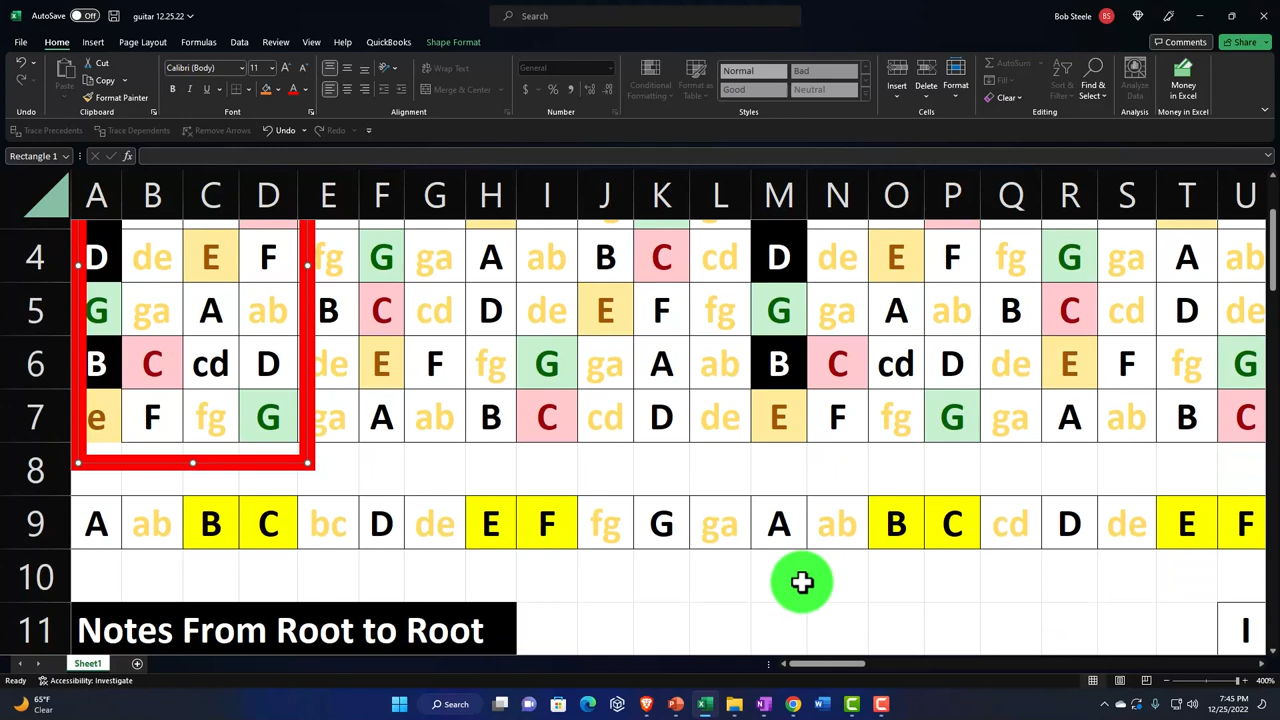 AutoSave Off guitar 12.25.22 Search Bob Steele BS
File Home Insert Page Layout Formulas Data Review View Help QuickBooks Shape Format Comments Share
Cut Calibri (Body) 11 Wrap Text General Normal Bad AutoSum
Paste Copy Conditional Formatting Format as Table Insert Delete Format Fill Sort & Filter Find & Select Analyze Data Money in Excel
Format Painter Merge & Center Good Neutral Clear
Undo Clipboard Font Alignment Number Styles Cells Editing Analysis Money in Excel
Trace Precedents Trace Dependents Remove Arrows Undo Redo
Rectangle 1 fx
A B C D E F G H I J K L M N O P Q R S T U
4 D de E F fg G ga A ab B C cd D de E F fg G ga A ab
5 G ga A ab B C cd D de E F fg G ga A ab B C cd D de
6 B C cd D de E F fg G ga A ab B C cd D de E F fg G
7 e F fg G ga A ab B C cd D de E F fg G ga A ab B C
8
9 A ab B C bc D de E F fg G ga A ab B C cd D de E F
10
11 Notes From Root to Root I
Sheet1
Ready Accessibility: Investigate 400%
65°F
Clear
Search
7:45 PM
12/25/2022